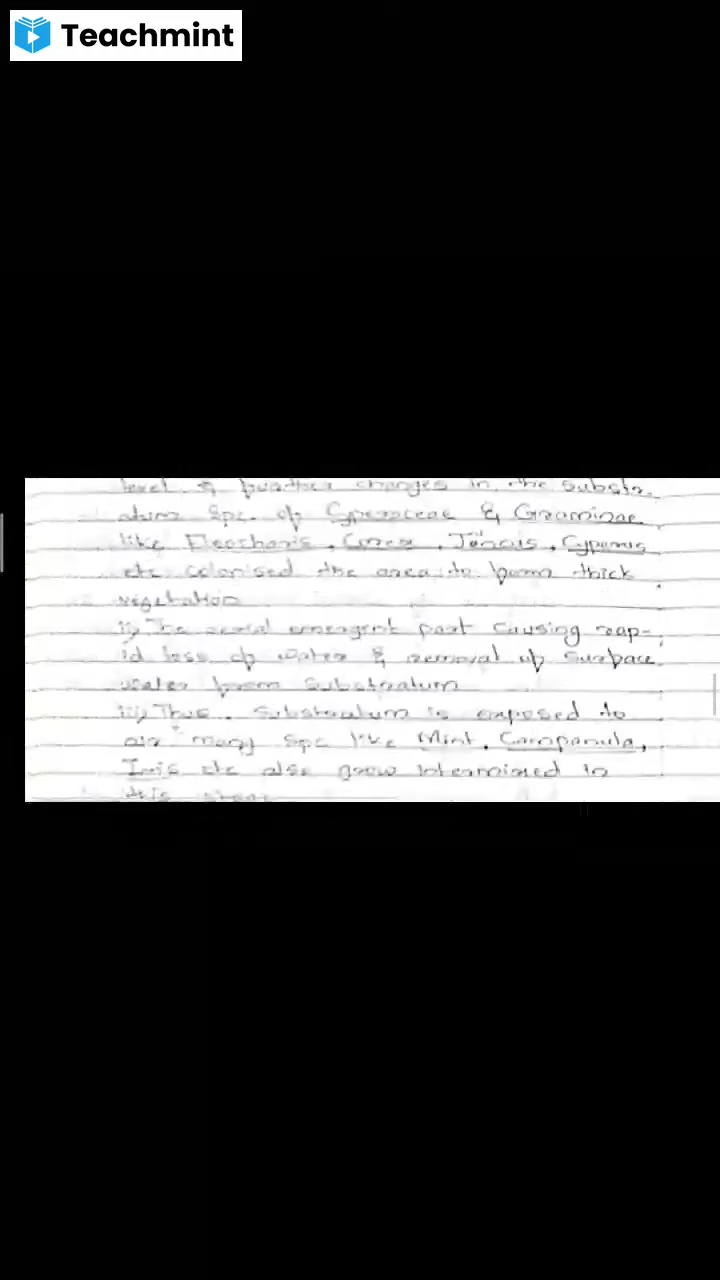 Teachmint
level & further changes in the substr-
atum Spc. of Cyperaceae & Graminae
like Eleocharis, Carex, Juncus, Cyperus
etc colonised the area to form thick
vegetation
ii) The aerial emergent part causing rap-
id loss of water & removal of surface
water from substratum
iii) Thus, Substratum is exposed to
air many Spc like Mint, Campanula,
Iris etc also grow intermixed in
this